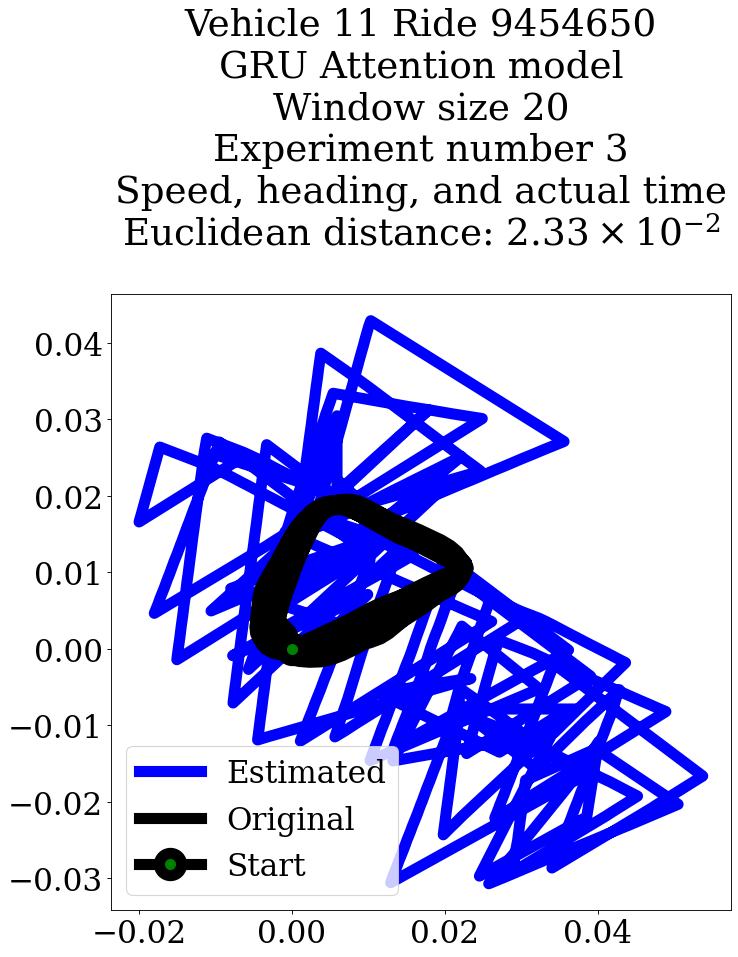 Vehicle 11 Ride 9454650
GRU Attention model
Window size 20
Experiment number 3
Speed, heading, and actual time
Euclidean distance: 2.33 × 10⁻²
0.04
0.03
0.02
0.01
0.00
−0.01
−0.02
−0.03
Estimated
Original
Start
−0.02
0.00
0.02
0.04